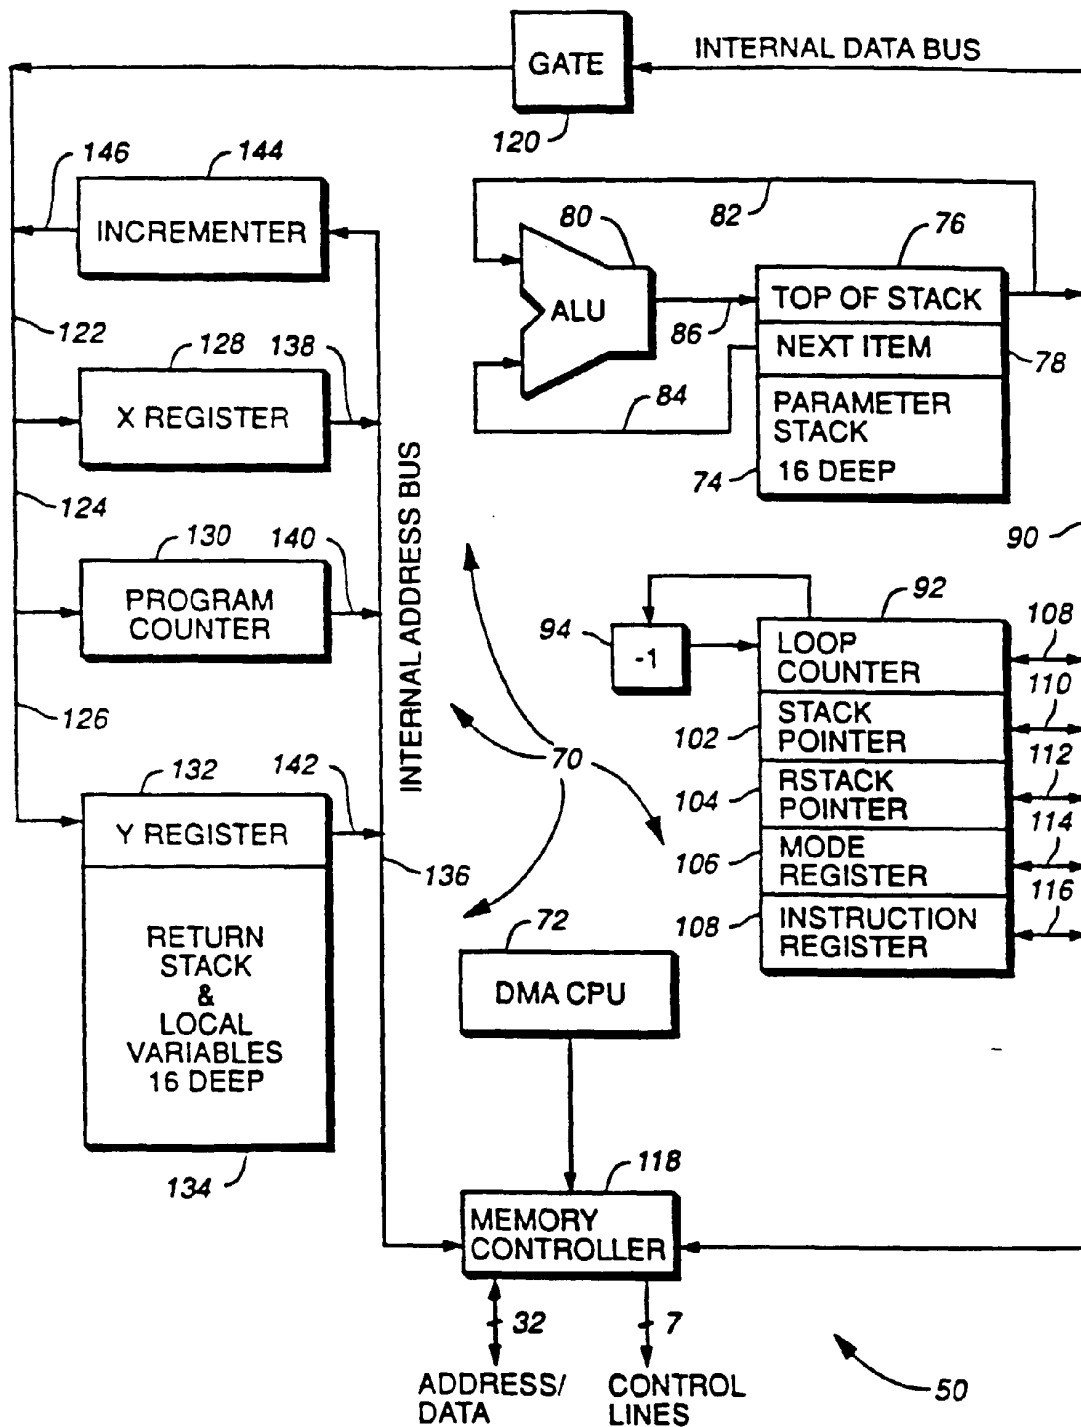 GATE
INTERNAL DATA BUS
120
146
144
INCREMENTER
82
80
76
ALU
86
TOP OF STACK
NEXT ITEM
78
84
PARAMETER
STACK
16 DEEP
74
122
128
138
X REGISTER
124
INTERNAL ADDRESS BUS
130
140
PROGRAM
COUNTER
90
126
94
-1
92
LOOP
COUNTER
108
110
102
STACK
POINTER
112
104
RSTACK
POINTER
114
106
MODE
REGISTER
116
108
INSTRUCTION
REGISTER
70
132
142
Y REGISTER
136
RETURN
STACK
&
LOCAL
VARIABLES
16 DEEP
134
72
DMA CPU
118
MEMORY
CONTROLLER
32
7
ADDRESS/
DATA
CONTROL
LINES
50